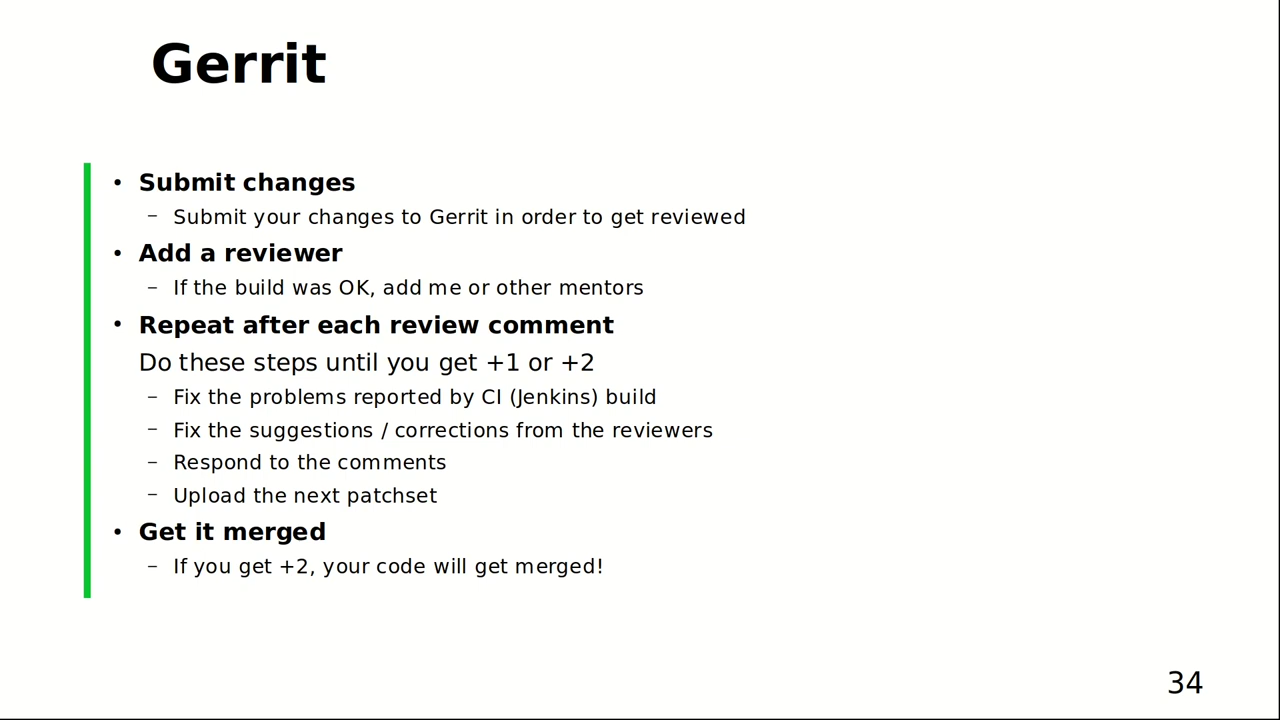 Gerrit
• Submit changes
– Submit your changes to Gerrit in order to get reviewed
• Add a reviewer
– If the build was OK, add me or other mentors
• Repeat after each review comment
Do these steps until you get +1 or +2
– Fix the problems reported by CI (Jenkins) build
– Fix the suggestions / corrections from the reviewers
– Respond to the comments
– Upload the next patchset
• Get it merged
– If you get +2, your code will get merged!
34